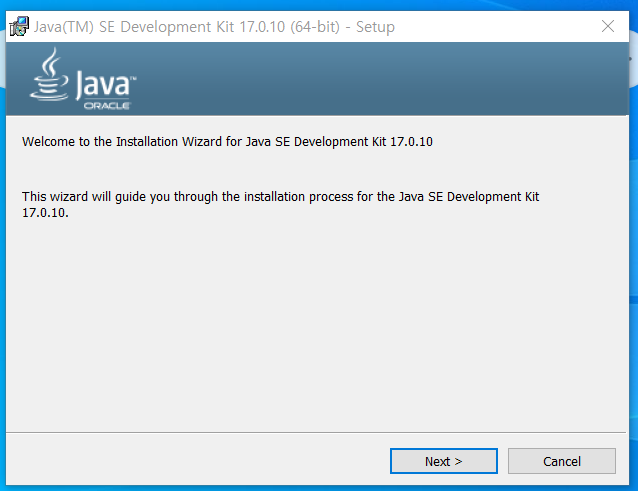 Java(TM) SE Development Kit 17.0.10 (64-bit) - Setup
Java™
ORACLE
Welcome to the Installation Wizard for Java SE Development Kit 17.0.10
This wizard will guide you through the installation process for the Java SE Development Kit
17.0.10.
Next >
Cancel